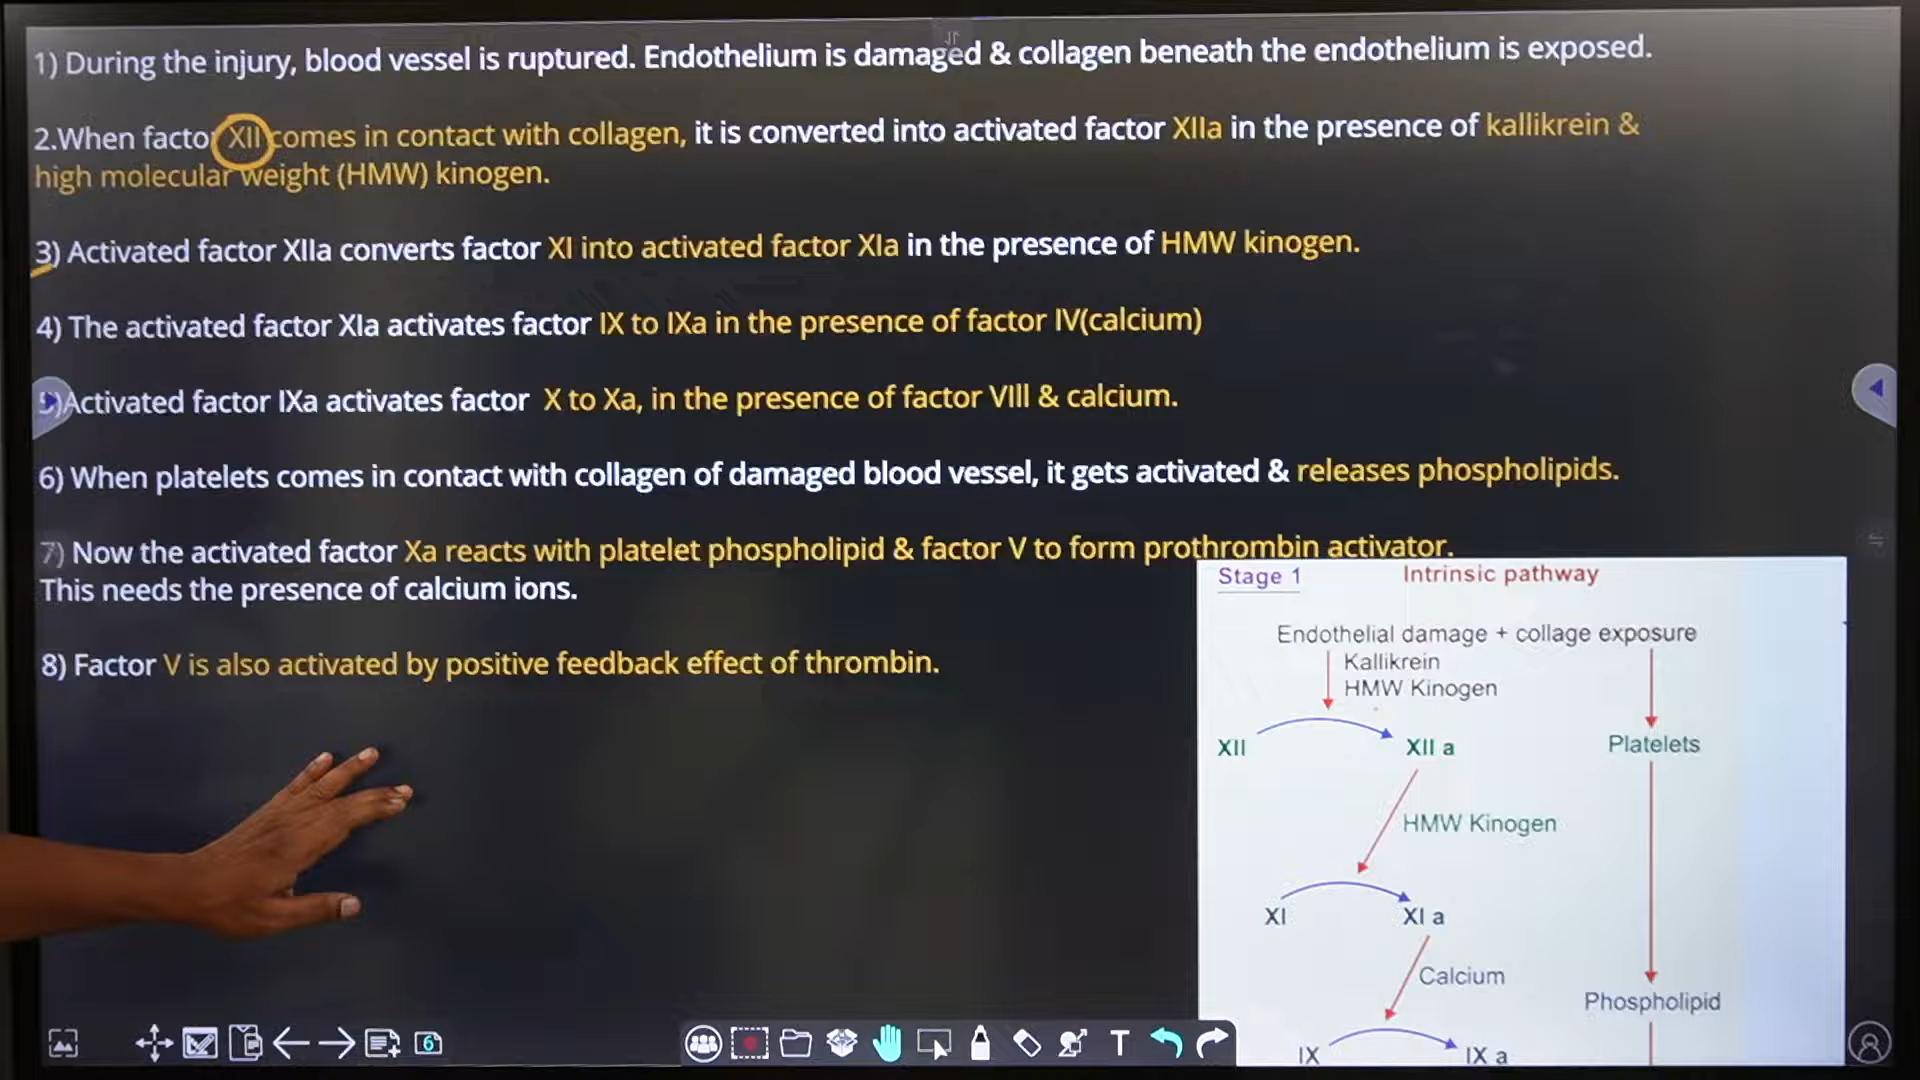 1) During the injury, blood vessel is ruptured. Endothelium is damaged & collagen beneath the endothelium is exposed.
2.When facto XII comes in contact with collagen, it is converted into activated factor XIIa in the presence of kallikrein &
high molecular weight (HMW) kinogen.
3) Activated factor XIIa converts factor XI into activated factor XIa in the presence of HMW kinogen.
4) The activated factor XIa activates factor IX to IXa in the presence of factor IV(calcium)
5)Activated factor IXa activates factor X to Xa, in the presence of factor VIII & calcium.
6) When platelets comes in contact with collagen of damaged blood vessel, it gets activated & releases phospholipids.
7) Now the activated factor Xa reacts with platelet phospholipid & factor V to form prothrombin activator.
This needs the presence of calcium ions.
8) Factor V is also activated by positive feedback effect of thrombin.
Stage 1 Intrinsic pathway
Endothelial damage + collage exposure
Kallikrein
HMW Kinogen
XII XII a Platelets
HMW Kinogen
XI XI a
Calcium
Phospholipid
IX IX a
6
T